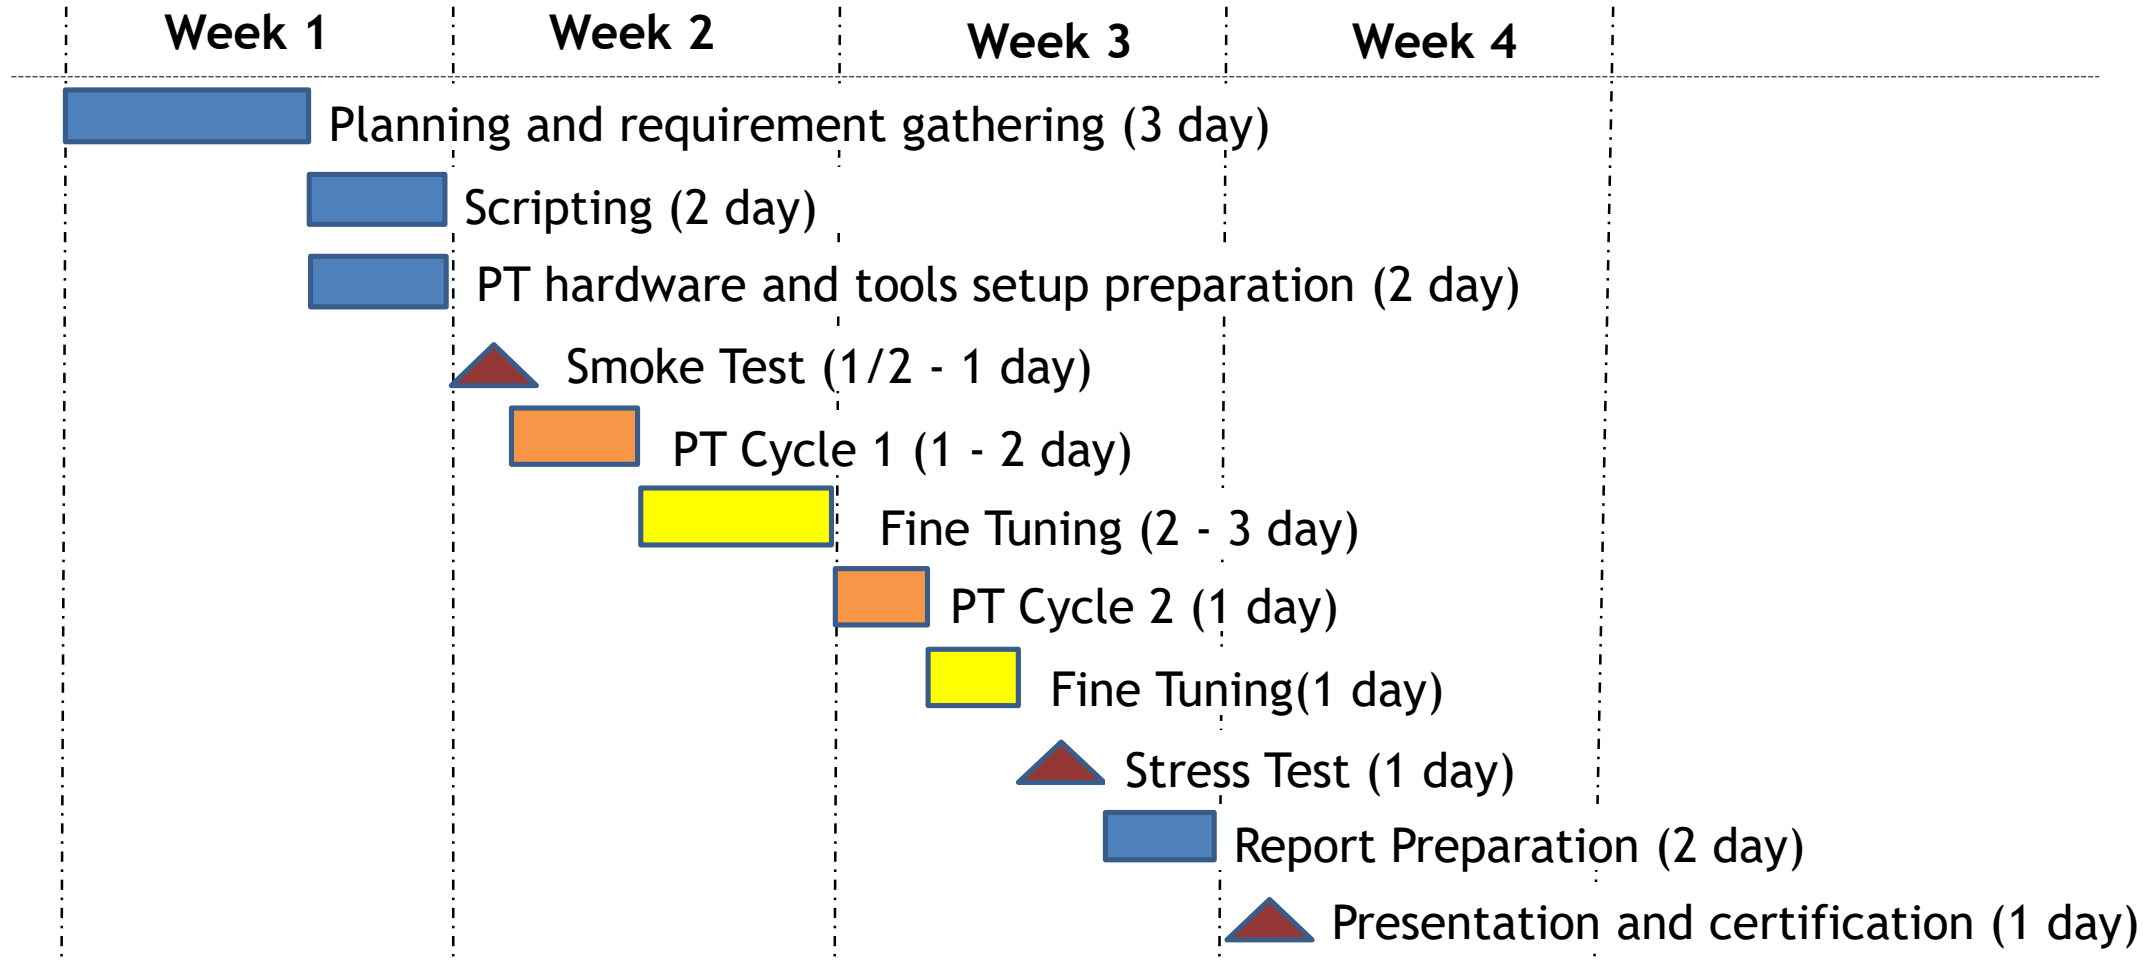 Week 1 Week 2 Week 3 Week 4
Planning and requirement gathering (3 day)
Scripting (2 day)
PT hardware and tools setup preparation (2 day)
Smoke Test (1/2 - 1 day)
PT Cycle 1 (1 - 2 day)
Fine Tuning (2 - 3 day)
PT Cycle 2 (1 day)
Fine Tuning(1 day)
Stress Test (1 day)
Report Preparation (2 day)
Presentation and certification (1 day)